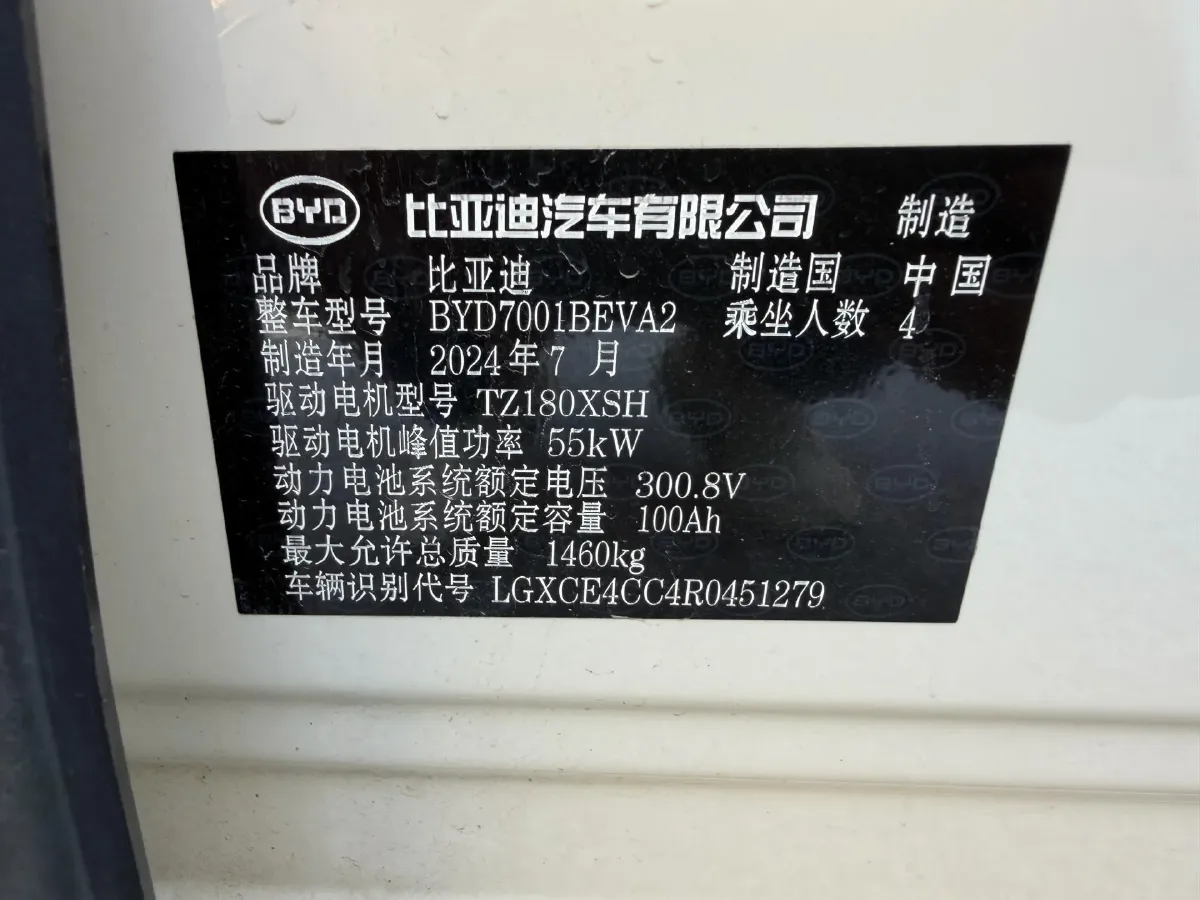 BYD 比亚迪汽车有限公司 制造
品牌 比亚迪 制造国 中国
整车型号 BYD7001BEVA2 乘坐人数 4
制造年月 2024年7月
驱动电机型号 TZ180XSH
驱动电机峰值功率 55kW
动力电池系统额定电压 300.8V
动力电池系统额定容量 100Ah
最大允许总质量 1460kg
车辆识别代号 LGXCE4CC4R0451279